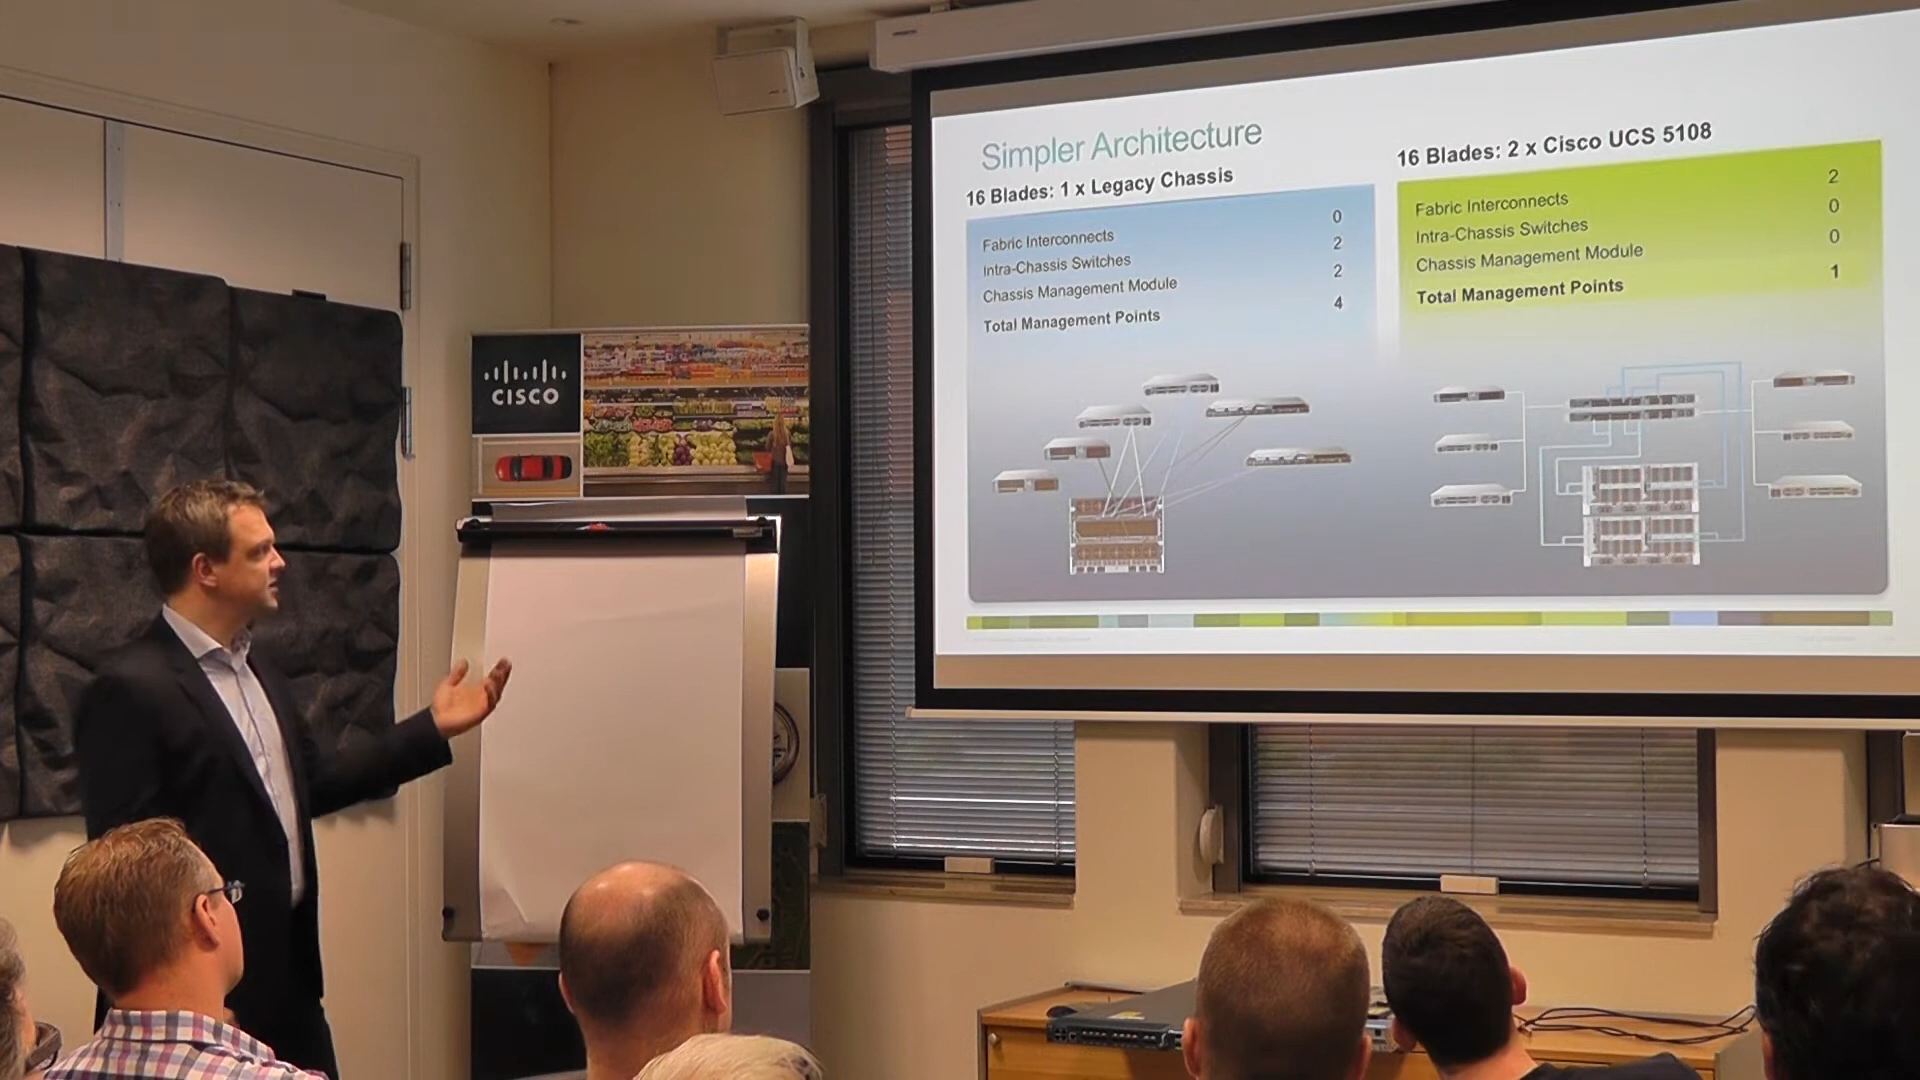 Simpler Architecture
16 Blades: 1 x Legacy Chassis
Fabric Interconnects 0
Intra-Chassis Switches 2
Chassis Management Module 2
Total Management Points 4
16 Blades: 2 x Cisco UCS 5108
Fabric Interconnects 2
Intra-Chassis Switches 0
Chassis Management Module 0
Total Management Points 1
CISCO